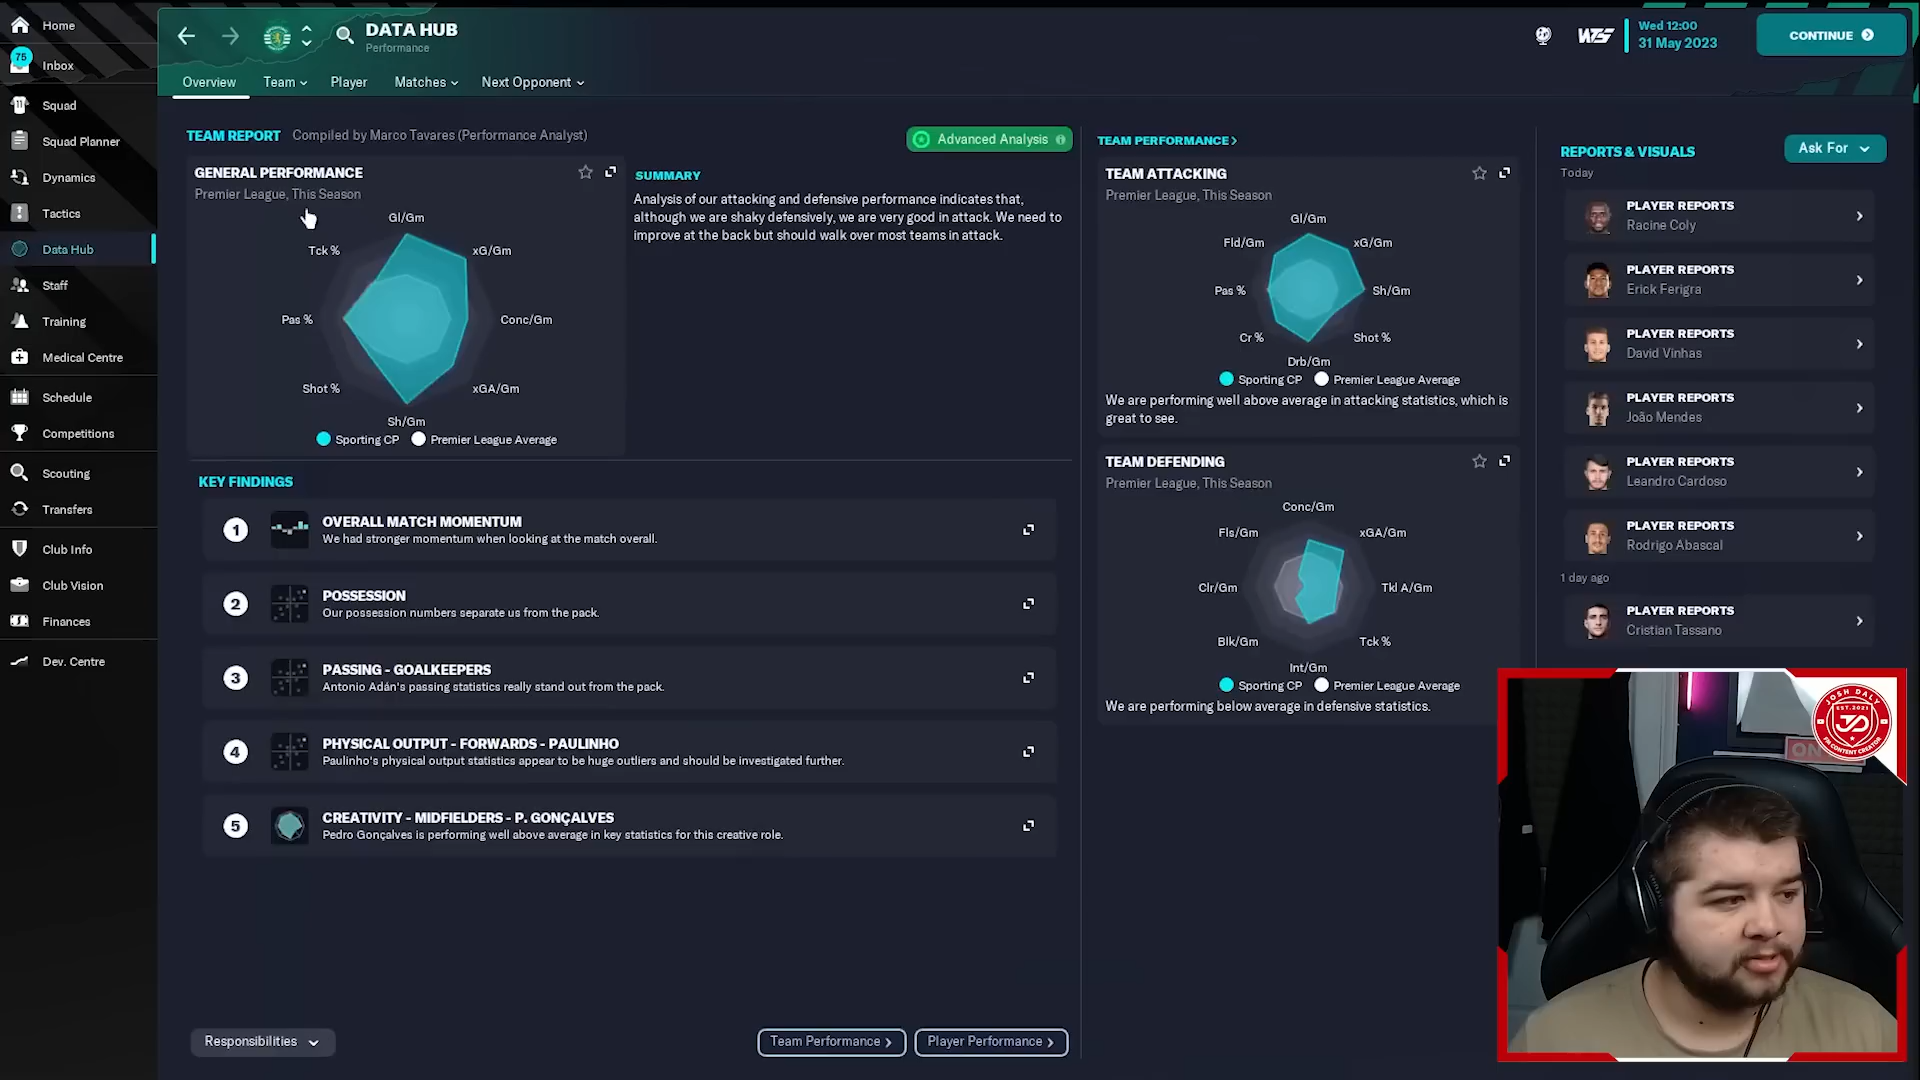 Home
75
Inbox
Squad
Squad Planner
Dynamics
Tactics
Data Hub
Staff
Training
Medical Centre
Schedule
Competitions
Scouting
Transfers
Club Info
Club Vision
Finances
Dev. Centre
DATA HUB
Performance
Wed 12:00
31 May 2023
CONTINUE
Overview
Team
Player
Matches
Next Opponent
TEAM REPORT Compiled by Marco Tavares (Performance Analyst)
Advanced Analysis
GENERAL PERFORMANCE
Premier League, This Season
Gl/Gm
xG/Gm
Conc/Gm
xGA/Gm
Sh/Gm
Shot %
Pas %
Tck %
Sporting CP
Premier League Average
SUMMARY
Analysis of our attacking and defensive performance indicates that,
although we are shaky defensively, we are very good in attack. We need to
improve at the back but should walk over most teams in attack.
KEY FINDINGS
1
OVERALL MATCH MOMENTUM
We had stronger momentum when looking at the match overall.
2
POSSESSION
Our possession numbers separate us from the pack.
3
PASSING - GOALKEEPERS
Antonio Adán's passing statistics really stand out from the pack.
4
PHYSICAL OUTPUT - FORWARDS - PAULINHO
Paulinho's physical output statistics appear to be huge outliers and should be investigated further.
5
CREATIVITY - MIDFIELDERS - P. GONÇALVES
Pedro Gonçalves is performing well above average in key statistics for this creative role.
Responsibilities
Team Performance
Player Performance
TEAM PERFORMANCE
TEAM ATTACKING
Premier League, This Season
Gl/Gm
xG/Gm
Sh/Gm
Shot %
Drb/Gm
Cr %
Pas %
Fld/Gm
Sporting CP
Premier League Average
We are performing well above average in attacking statistics, which is
great to see.
TEAM DEFENDING
Premier League, This Season
Conc/Gm
xGA/Gm
Tkl A/Gm
Tck %
Int/Gm
Blk/Gm
Clr/Gm
Fls/Gm
Sporting CP
Premier League Average
We are performing below average in defensive statistics.
REPORTS & VISUALS
Ask For
Today
PLAYER REPORTS
Racine Coly
PLAYER REPORTS
Erick Ferigra
PLAYER REPORTS
David Vinhas
PLAYER REPORTS
João Mendes
PLAYER REPORTS
Leandro Cardoso
PLAYER REPORTS
Rodrigo Abascal
1 day ago
PLAYER REPORTS
Cristian Tassano
JOSH DALY
EST.2021
JD
FM CONTENT CREATOR